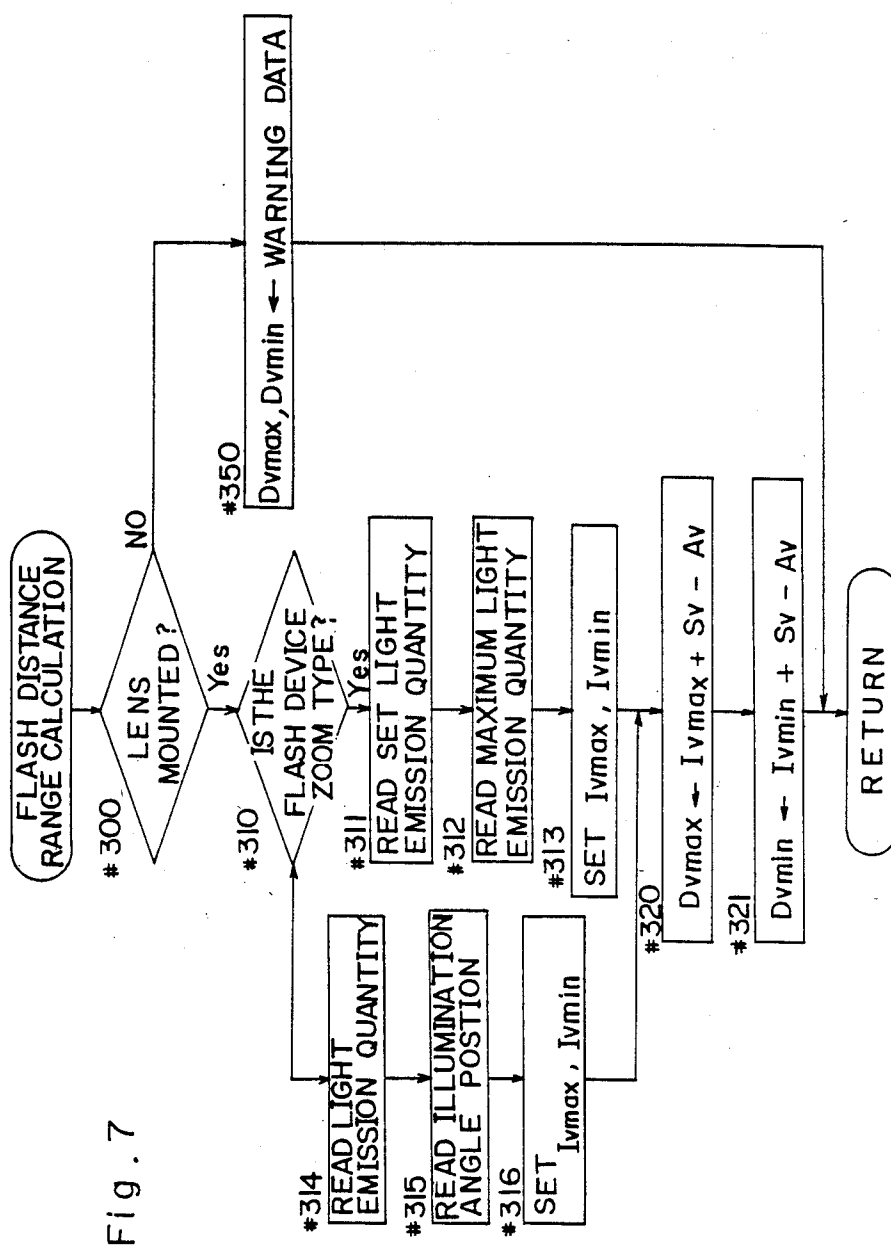 Fig. 7
FLASH DISTANCE
RANGE CALCULATION
#300
LENS
MOUNTED?
NO
Yes
#310
IS THE
FLASH DEVICE
ZOOM TYPE?
Yes
#350
Dvmax, Dvmin ← WARNING DATA
#311
READ SET LIGHT
EMISSION QUANTITY
#312
READ MAXIMUM LIGHT
EMISSION QUANTITY
#313
SET Ivmax, Ivmin
#314
READ LIGHT
EMISSION QUANTITY
#315
READ ILLUMINATION
ANGLE POSTION
#316
SET Ivmax, Ivmin
#320
Dvmax ← Ivmax + Sv - Av
#321
Dvmin ← Ivmin + Sv - Av
RETURN